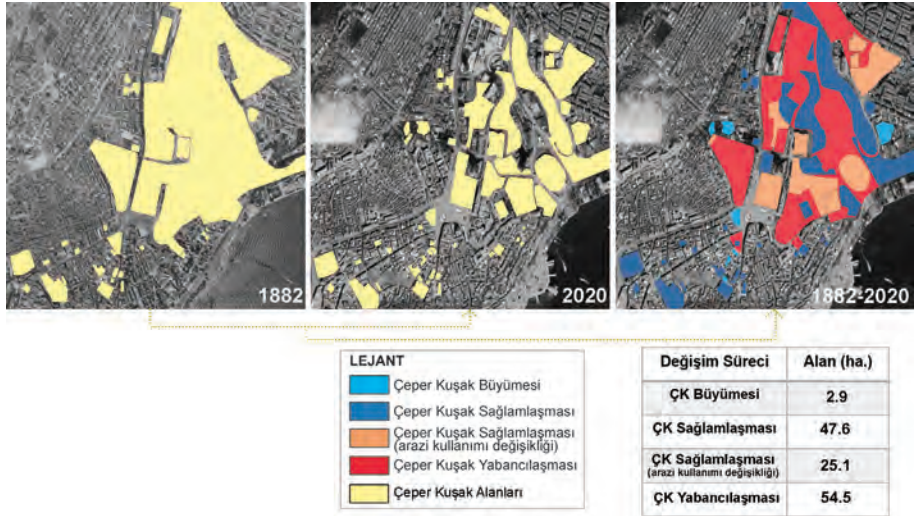 1882
2020
1882-2020
LEJANT
Çeper Kuşak Büyümesi
Çeper Kuşak Sağlamlaşması
Çeper Kuşak Sağlamlaşması
(arazi kullanımı değişikliği)
Çeper Kuşak Yabancılaşması
Çeper Kuşak Alanları
Değişim Süreci Alan (ha.)
ÇK Büyümesi 2.9
ÇK Sağlamlaşması 47.6
ÇK Sağlamlaşması
(arazi kullanımı değişikliği) 25.1
ÇK Yabancılaşması 54.5